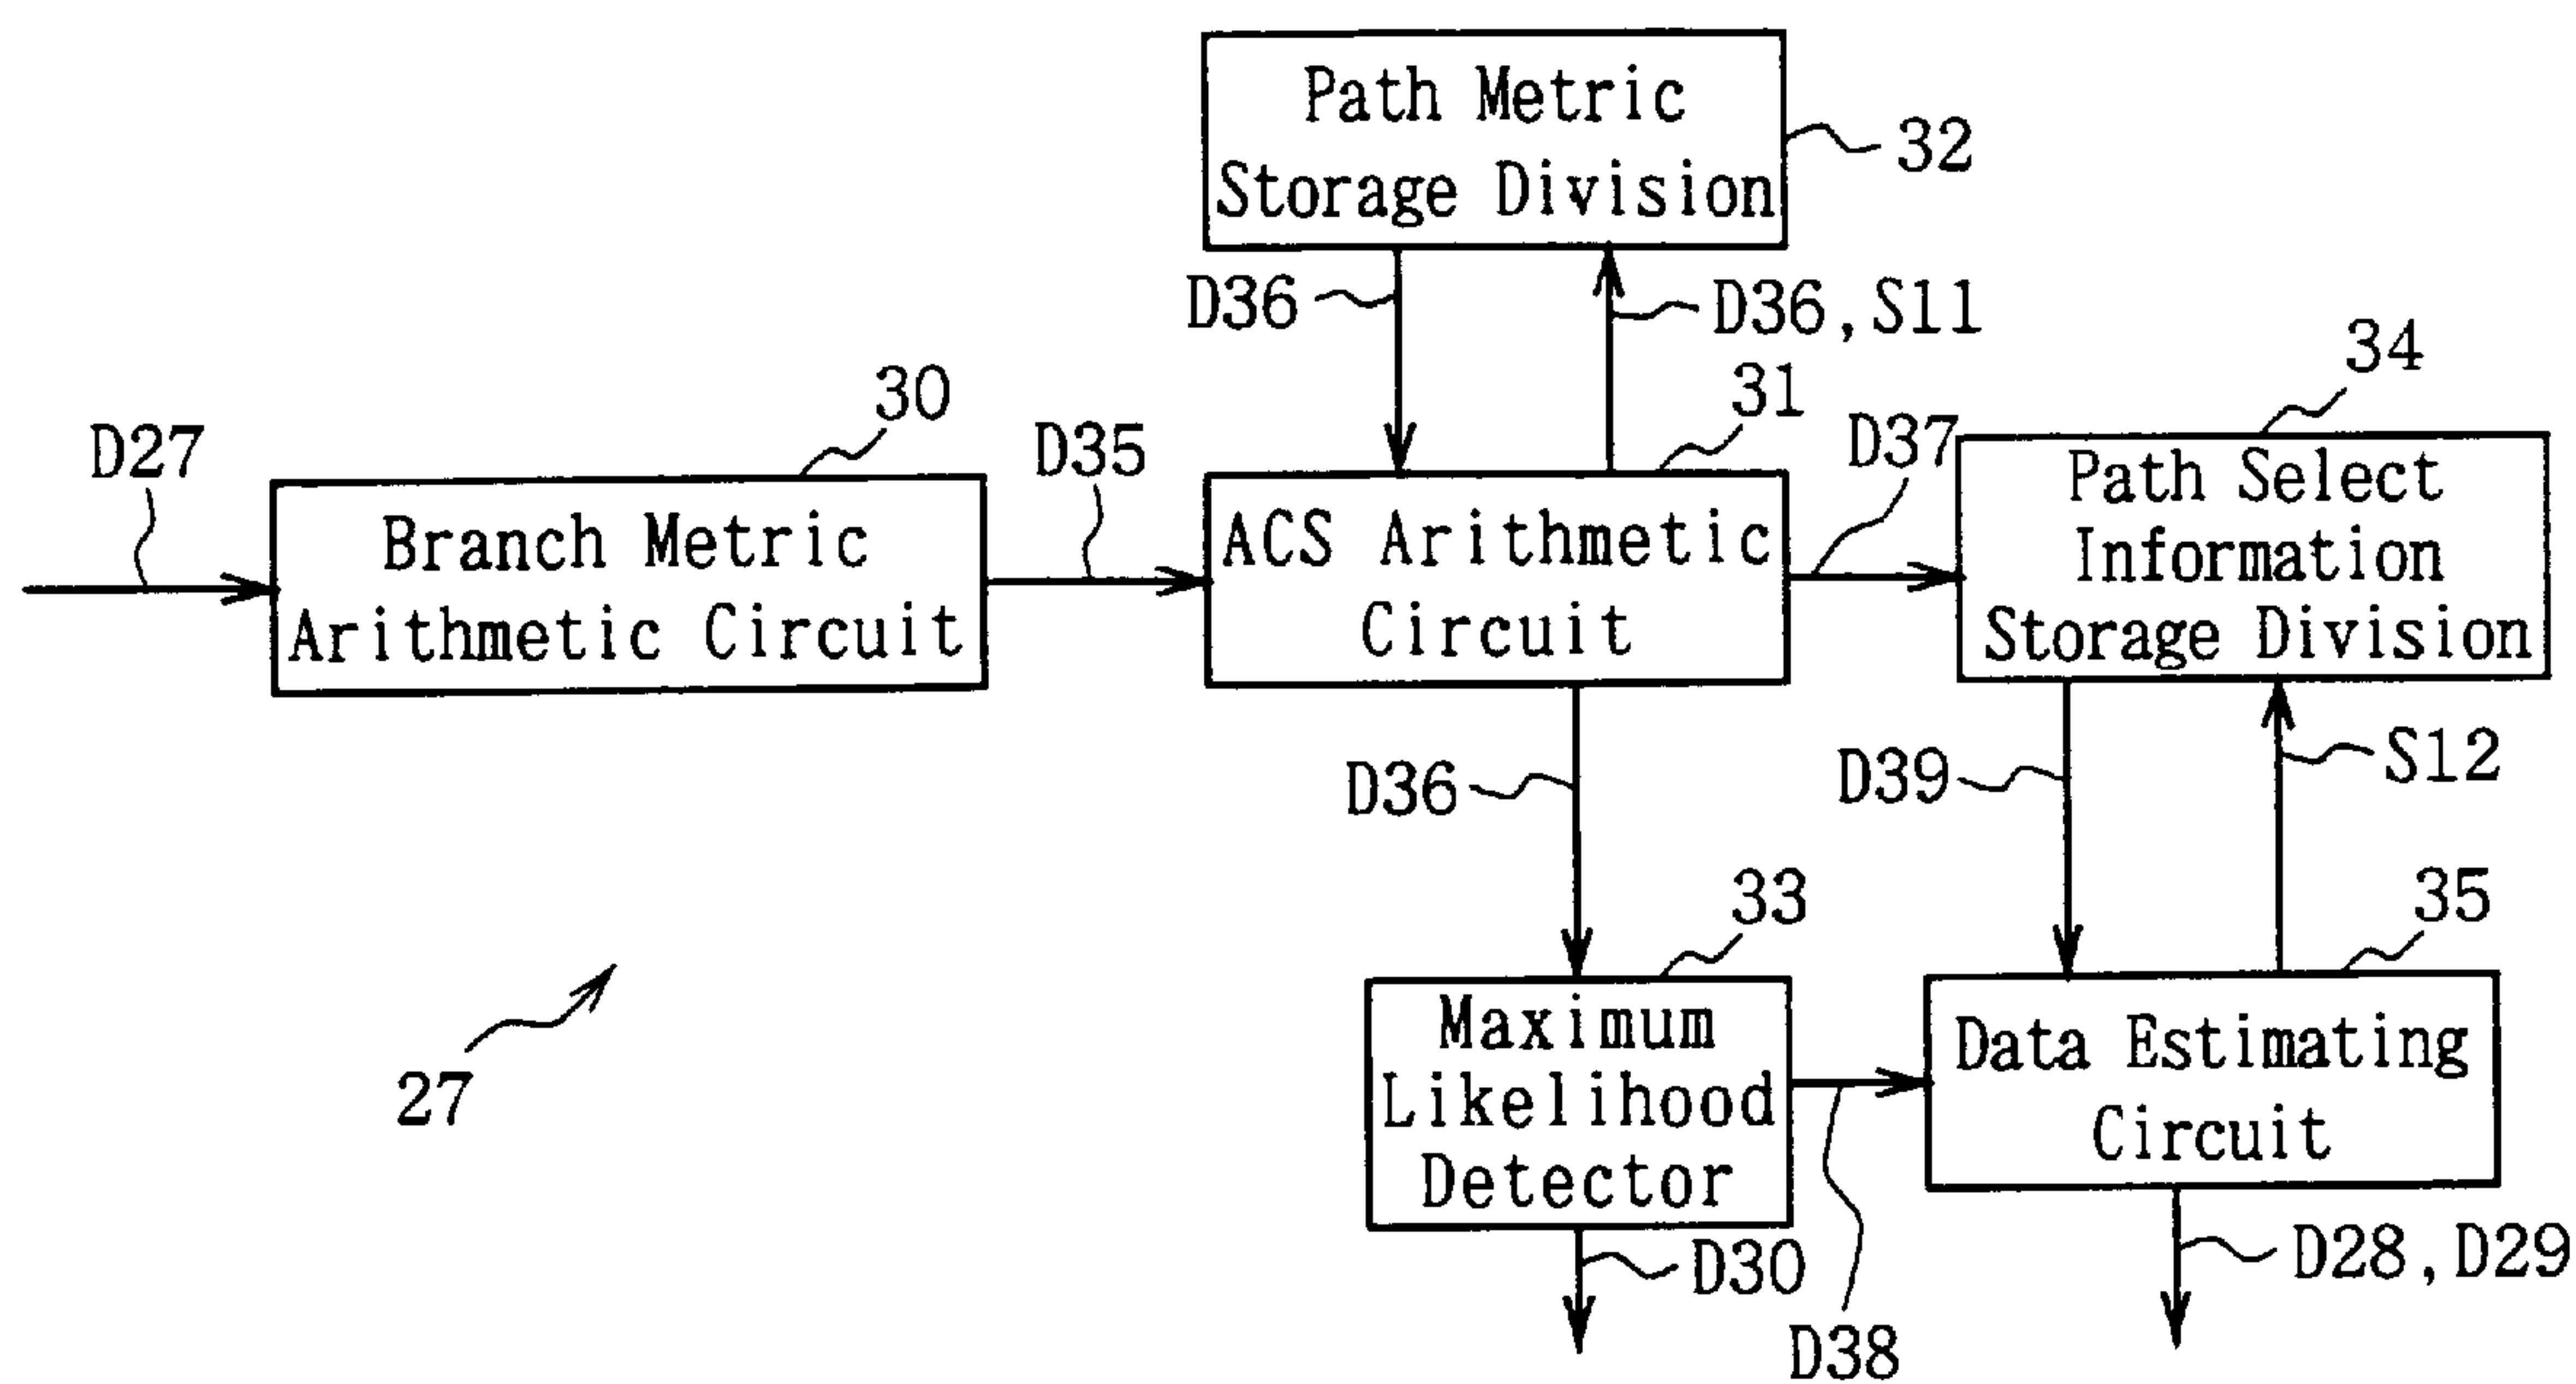 Path Metric
Storage Division
32
D36
D36, S11
34
30
31
D37
D27
D35
Branch Metric
Arithmetic Circuit
ACS Arithmetic
Circuit
Path Select
Information
Storage Division
D36
D39
S12
33
35
27
Maximum
Likelihood
Detector
Data Estimating
Circuit
D30
D38
D28, D29